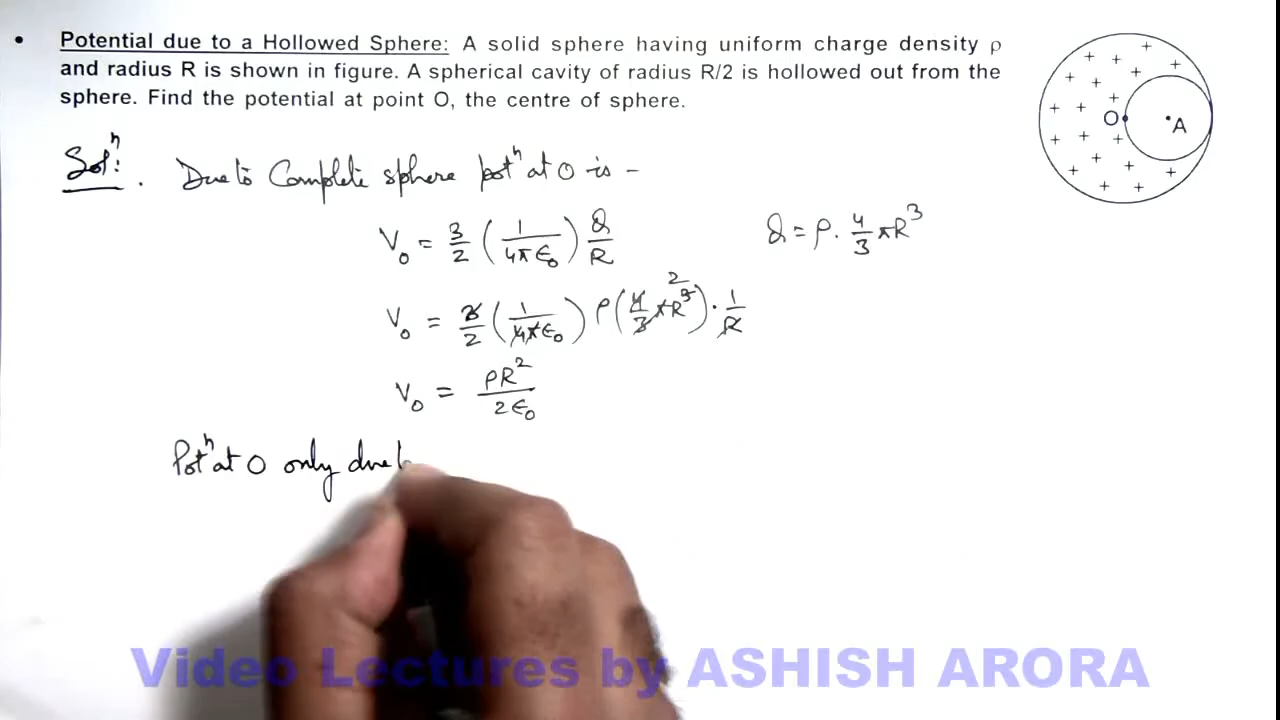 • Potential due to a Hollowed Sphere: A solid sphere having uniform charge density ρ
and radius R is shown in figure. A spherical cavity of radius R/2 is hollowed out from the
sphere. Find the potential at point O, the centre of sphere.
O A
Solⁿ: . Due to Complete sphere potⁿ at O is –
V₀ = 3/2 (1/4πε₀) Q/R
Q = ρ. 4/3 πR³
V₀ = 3/2 (1/4πε₀) ρ(4/3 πR³)·1/R
2
V₀ = ρR²/2ε₀
Potⁿ at O only due
Video Lectures by ASHISH ARORA